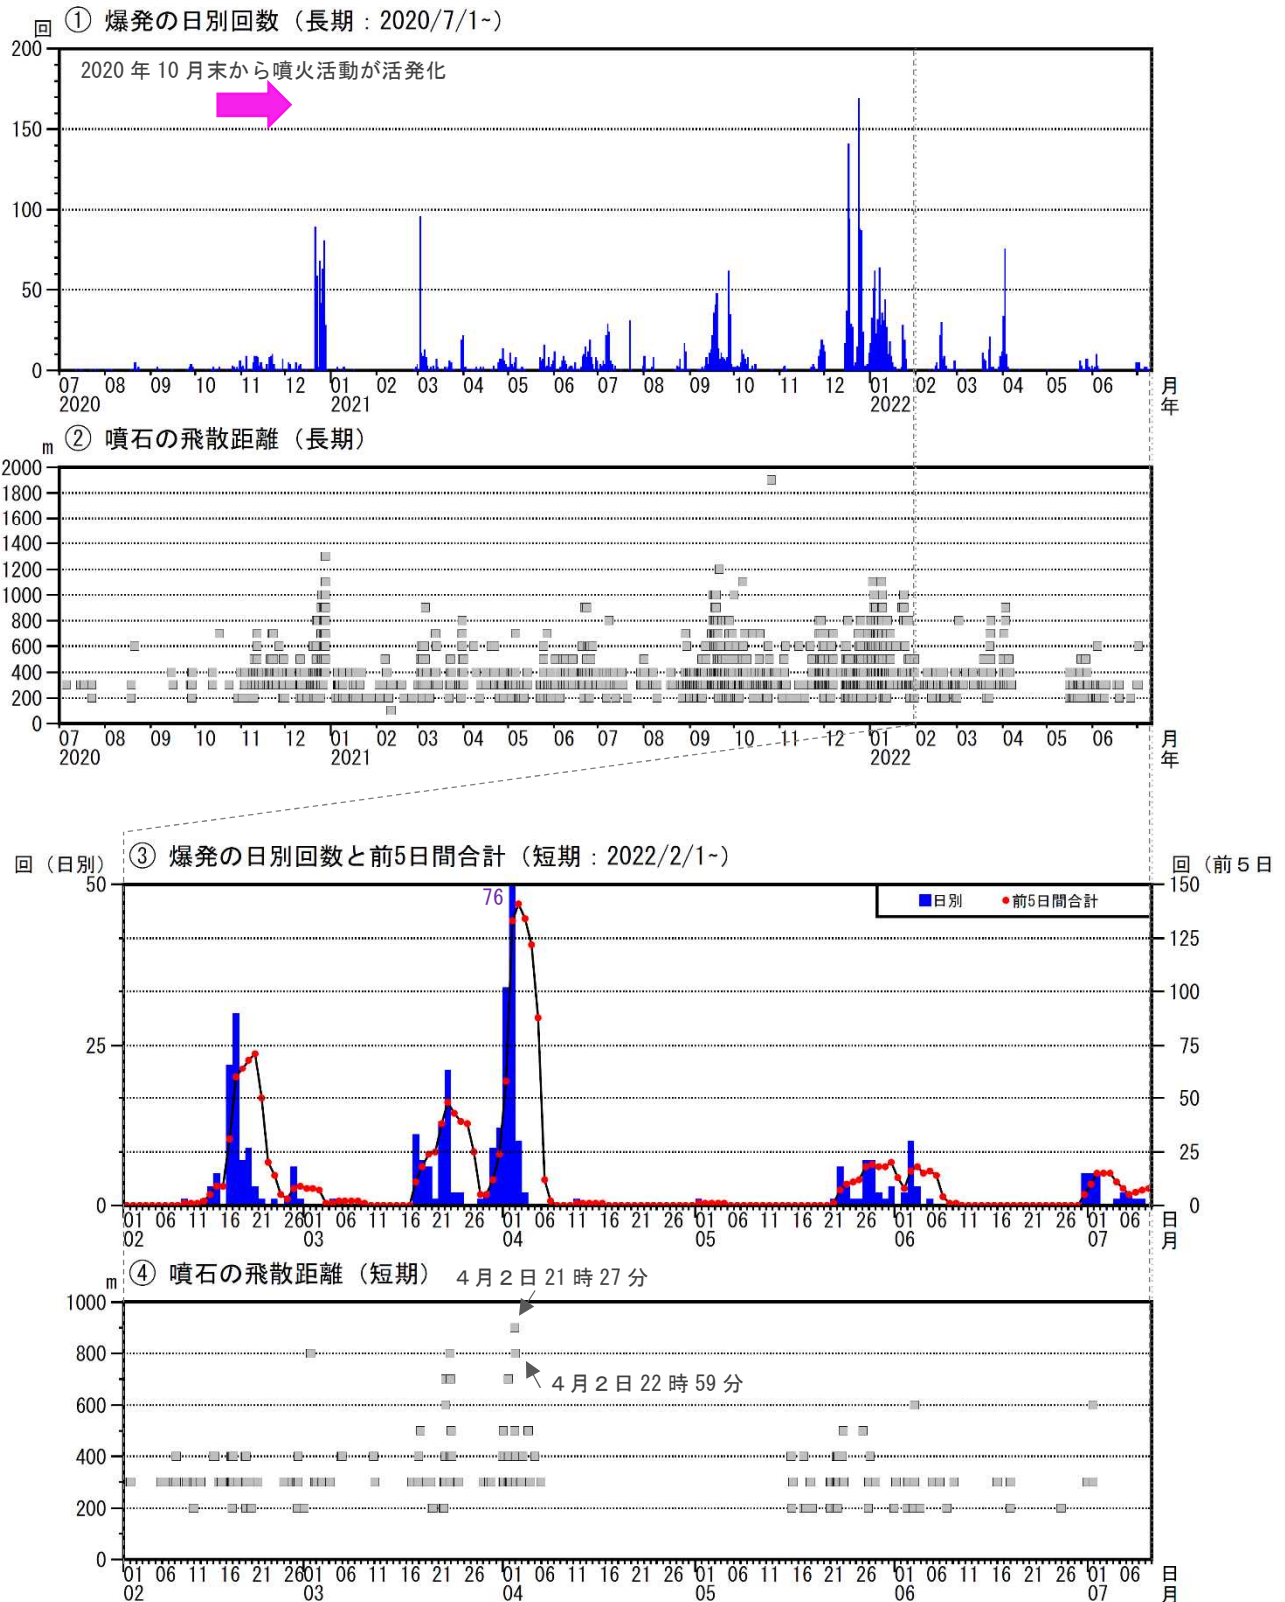 ① 爆発の日別回数（長期：2020/7/1~）
回
200
2020 年 10 月末から噴火活動が活発化
150
100
50
0
07 08 09 10 11 12 01 02 03 04 05 06 07 08 09 10 11 12 01 02 03 04 05 06 月
2020 2021 2022 年
② 噴石の飛散距離（長期）
m
2000
1800
1600
1400
1200
1000
800
600
400
200
0
07 08 09 10 11 12 01 02 03 04 05 06 07 08 09 10 11 12 01 02 03 04 05 06 月
2020 2021 2022 年
③ 爆発の日別回数と前5日間合計（短期：2022/2/1~）
回（日別） 回（前５日
50 76 日別 前5日間合計 150
125
100
25 75
50
25
0 0
01 06 11 16 21 26 01 06 11 16 21 26 01 06 11 16 21 26 01 06 11 16 21 26 01 06 11 16 21 26 01 06 日
02 03 04 05 06 07 月
④ 噴石の飛散距離（短期）
m
４月２日 21 時 27 分
1000
800
４月２日 22 時 59 分
600
400
200
0
01 06 11 16 21 26 01 06 11 16 21 26 01 06 11 16 21 26 01 06 11 16 21 26 01 06 11 16 21 26 01 06 日
02 03 04 05 06 07 月